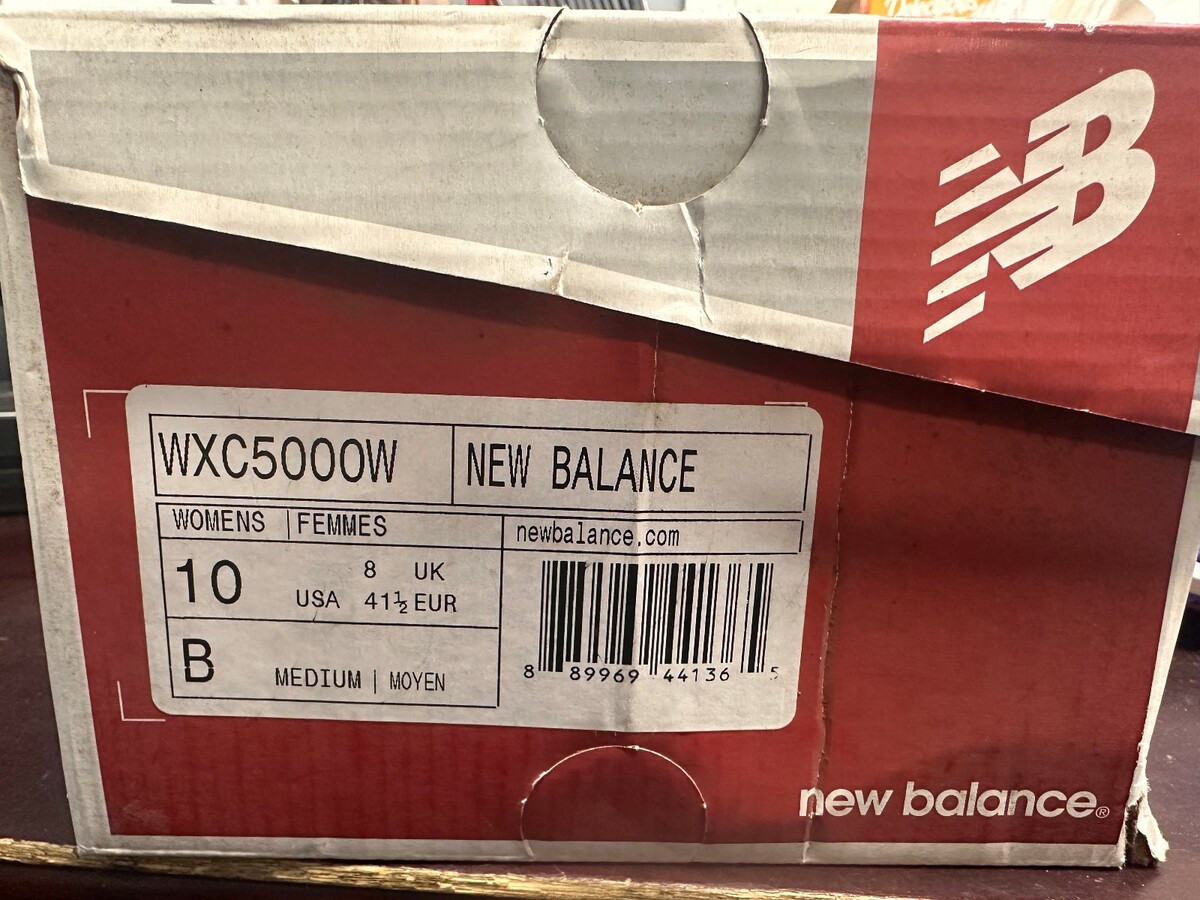 NB
WXC5000W
NEW BALANCE
WOMENS | FEMMES
newbalance.com
10
8 UK
USA 41½ EUR
B
MEDIUM | MOYEN
8 89969 44136 5
new balance®